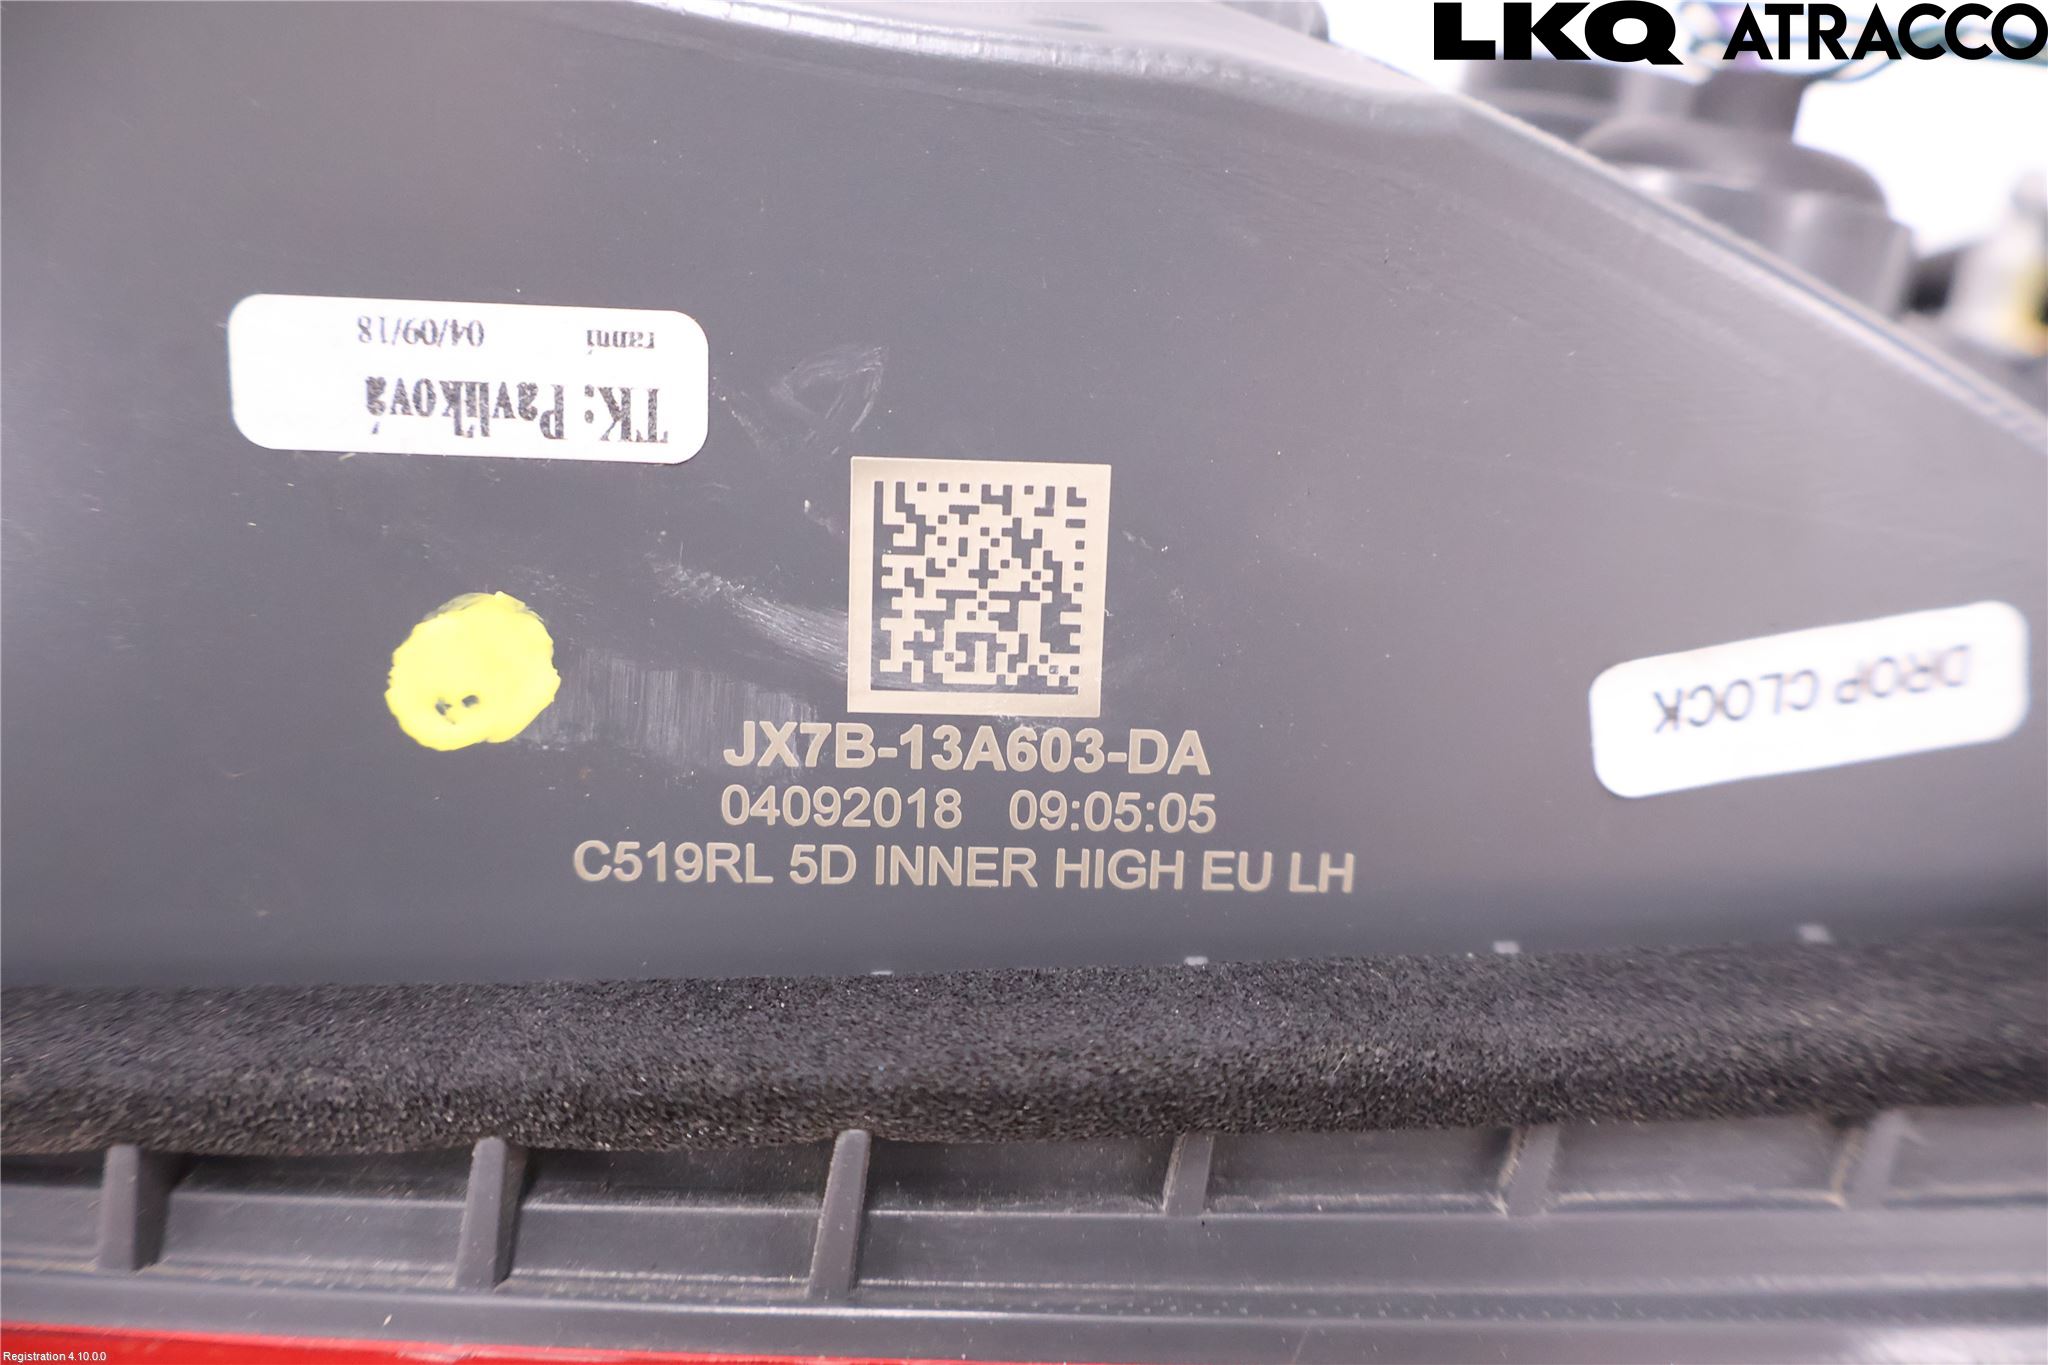 LKQ ATRACCO
TK: Pavlíková
ranní 04/09/18
DROP CLOCK
JX7B-13A603-DA
04092018 09:05:05
C519RL 5D INNER HIGH EU LH
Registration 4.10.0.0